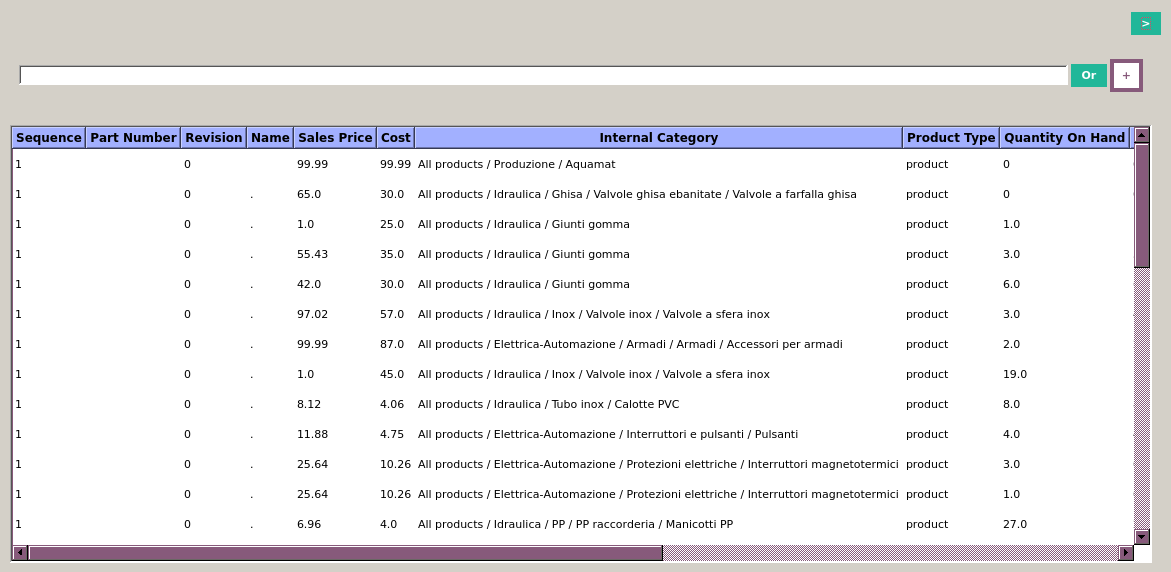 >
Or +
Sequence Part Number Revision Name Sales Price Cost Internal Category Product Type Quantity On Hand
1 0 99.99 99.99 All products / Produzione / Aquamat product 0
1 0 . 65.0 30.0 All products / Idraulica / Ghisa / Valvole ghisa ebanitate / Valvole a farfalla ghisa product 0
1 0 . 1.0 25.0 All products / Idraulica / Giunti gomma product 1.0
1 0 . 55.43 35.0 All products / Idraulica / Giunti gomma product 3.0
1 0 . 42.0 30.0 All products / Idraulica / Giunti gomma product 6.0
1 0 . 97.02 57.0 All products / Idraulica / Inox / Valvole inox / Valvole a sfera inox product 3.0
1 0 . 99.99 87.0 All products / Elettrica-Automazione / Armadi / Armadi / Accessori per armadi product 2.0
1 0 . 1.0 45.0 All products / Idraulica / Inox / Valvole inox / Valvole a sfera inox product 19.0
1 0 . 8.12 4.06 All products / Idraulica / Tubo inox / Calotte PVC product 8.0
1 0 . 11.88 4.75 All products / Elettrica-Automazione / Interruttori e pulsanti / Pulsanti product 4.0
1 0 . 25.64 10.26 All products / Elettrica-Automazione / Protezioni elettriche / Interruttori magnetotermici product 3.0
1 0 . 25.64 10.26 All products / Elettrica-Automazione / Protezioni elettriche / Interruttori magnetotermici product 1.0
1 0 . 6.96 4.0 All products / Idraulica / PP / PP raccorderia / Manicotti PP product 27.0